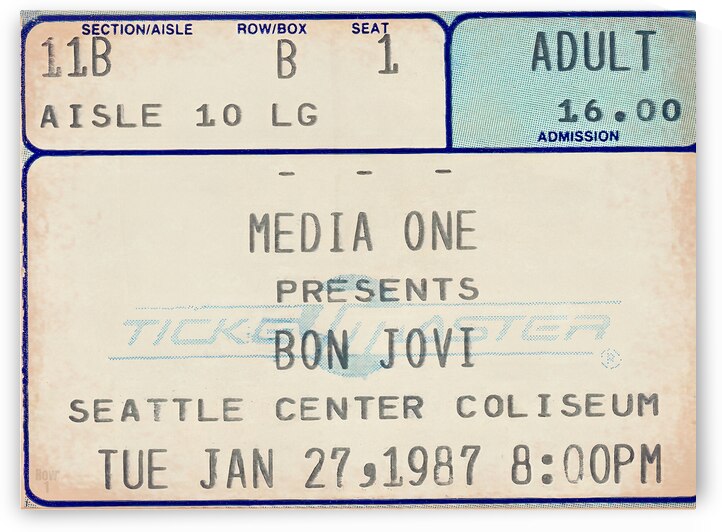 SECTION/AISLE ROW/BOX SEAT
11B B 1
AISLE 10 LG
ADULT
16.00
ADMISSION
- - -
MEDIA ONE
PRESENTS
TICKETMASTER ®
BON JOVI
SEATTLE CENTER COLISEUM
TUE JAN 27,1987 8:00PM